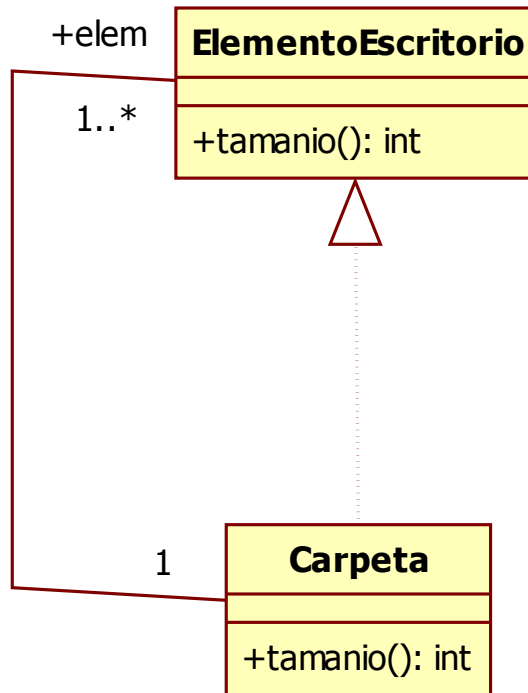 +elem
ElementoEscritorio
1..*
+tamanio(): int
1
Carpeta
+tamanio(): int